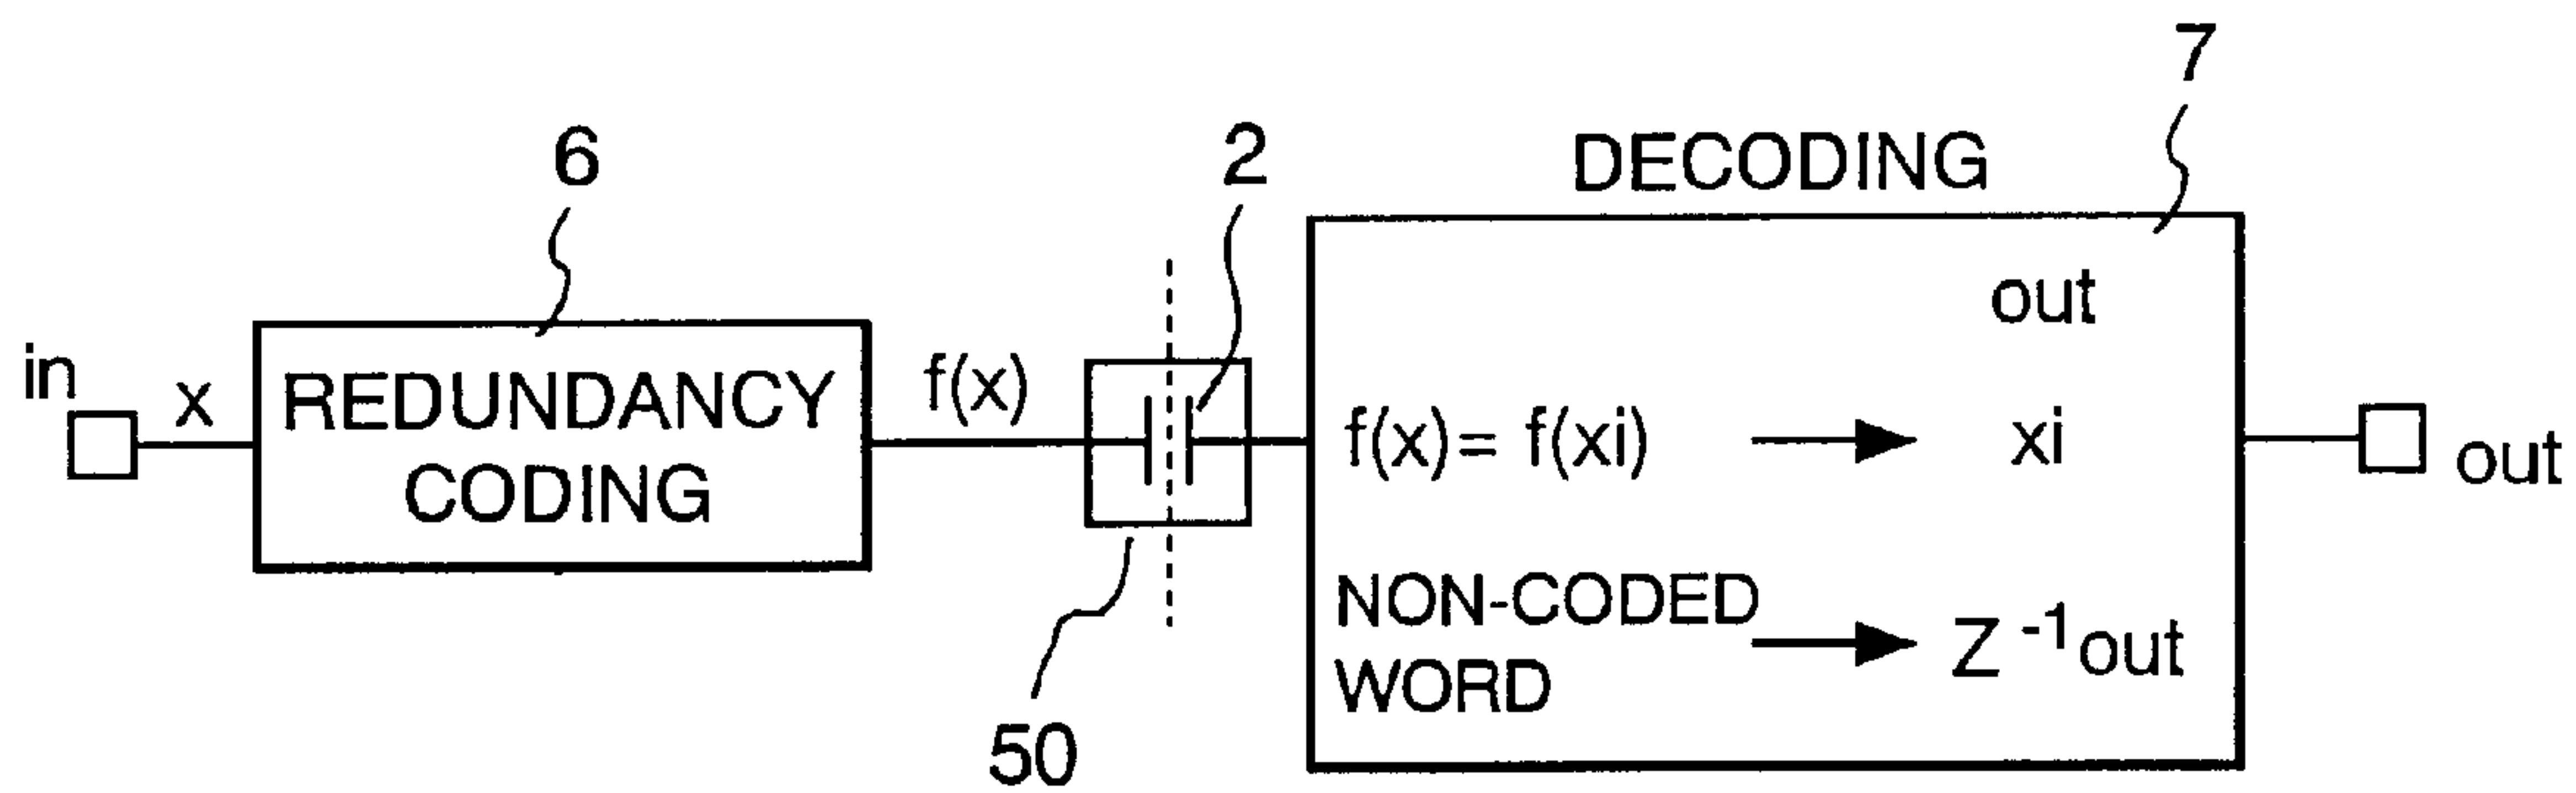 7
6
2
DECODING
out
in
x
REDUNDANCY
CODING
f(x)
f(x) = f(xi)
xi
out
NON-CODED
WORD
Z⁻¹out
50